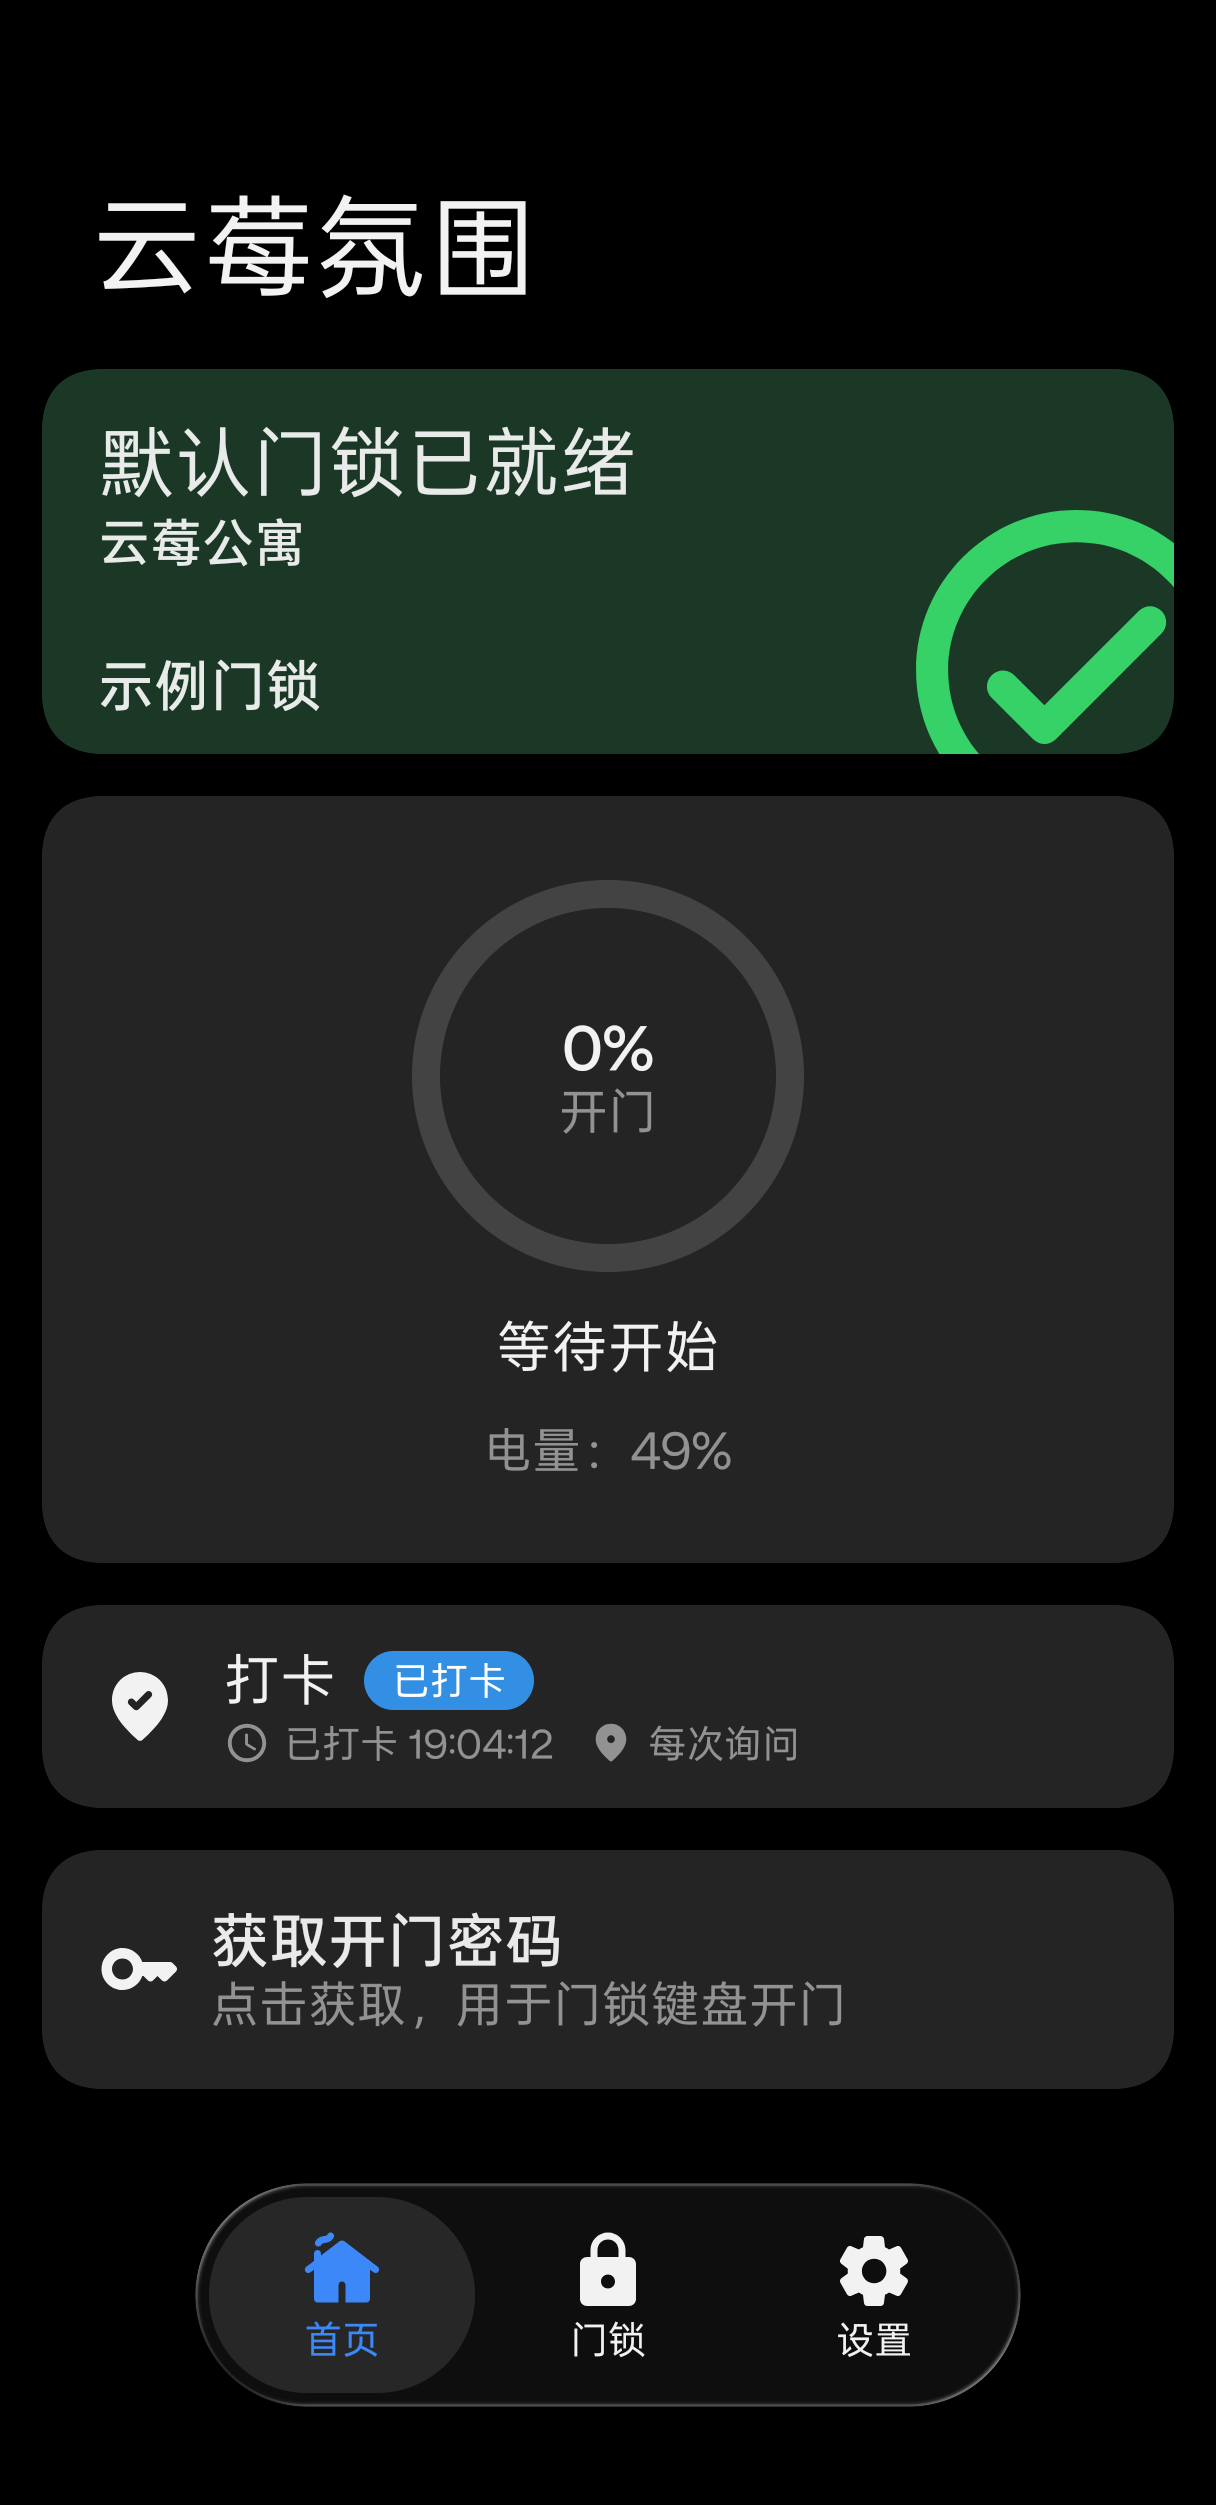 云莓氛围
默认门锁已就绪
云莓公寓
示例门锁
0%
开门
等待开始
电量：49%
打卡 已打卡
已打卡 19:04:12 每次询问
获取开门密码
点击获取，用于门锁键盘开门
首页 门锁 设置